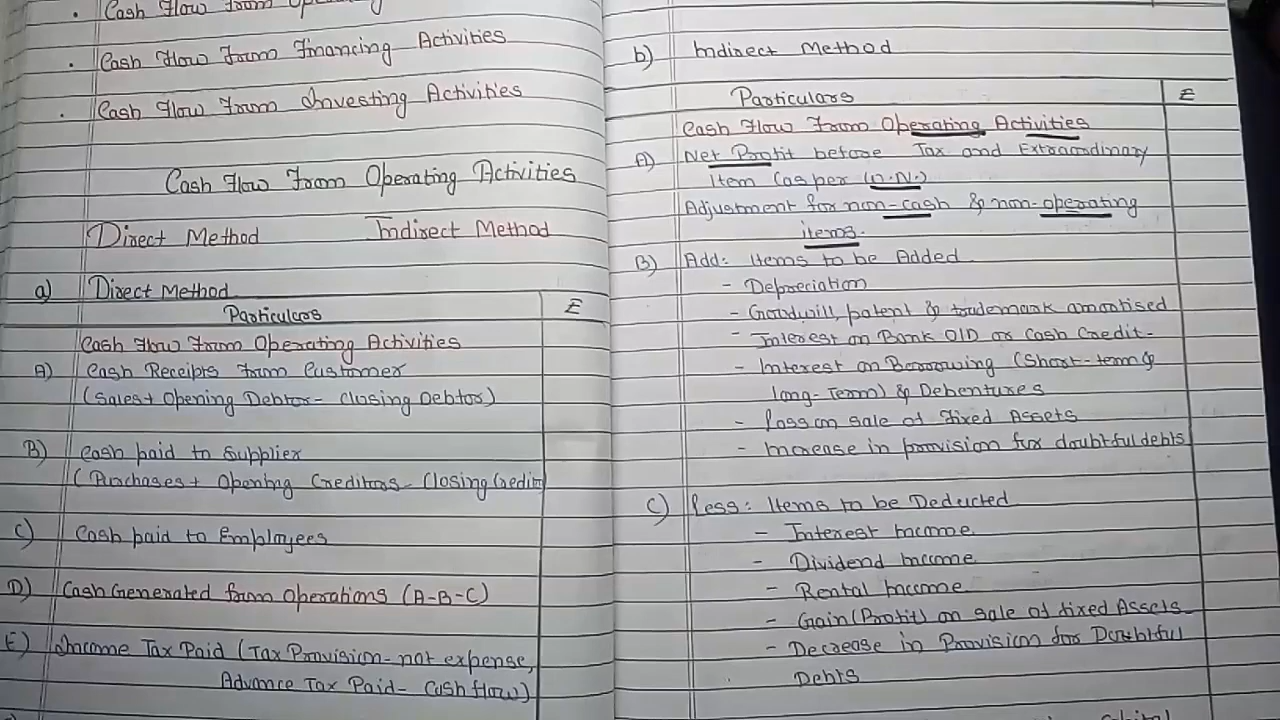 Cash Flow From
Cash Flow From Financing Activities
Cash Flow From Investing Activities
Cash Flow From Operating Activities
Direct Method Indirect Method
a) Direct Method
Particulars £
Cash Flow From Operating Activities
A) Cash Receipts From Customer
(Sales + Opening Debtor - Closing Debtor)
B) Cash paid to Supplier
(Purchases + Opening Creditors - Closing Creditor)
C) Cash paid to Employees
D) Cash Generated from Operations (A-B-C)
E) Income Tax Paid (Tax Provision - not expense,
Advance Tax Paid - Cash flow)
b) Indirect Method
Particulars £
Cash Flow From Operating Activities
A) Net Profit before Tax and Extraordinary
Item (as per
Adjustment for non-cash & non-operating
items.
B) Add: Items to be Added
- Depreciation
- Goodwill, patent & trademark amortised
- Interest on Bank O/D or Cash Credit-
- Interest on Borrowing (Short-term &
long-Term) & Debentures
- Loss on sale of Fixed Assets
- Increase in provision for doubtful debts
C) Less: Items to be Deducted
- Interest Income
- Dividend Income
- Rental Income
- Gain (Profit) on sale of fixed Assets
- Decrease in Provision for Doubtful
Debts